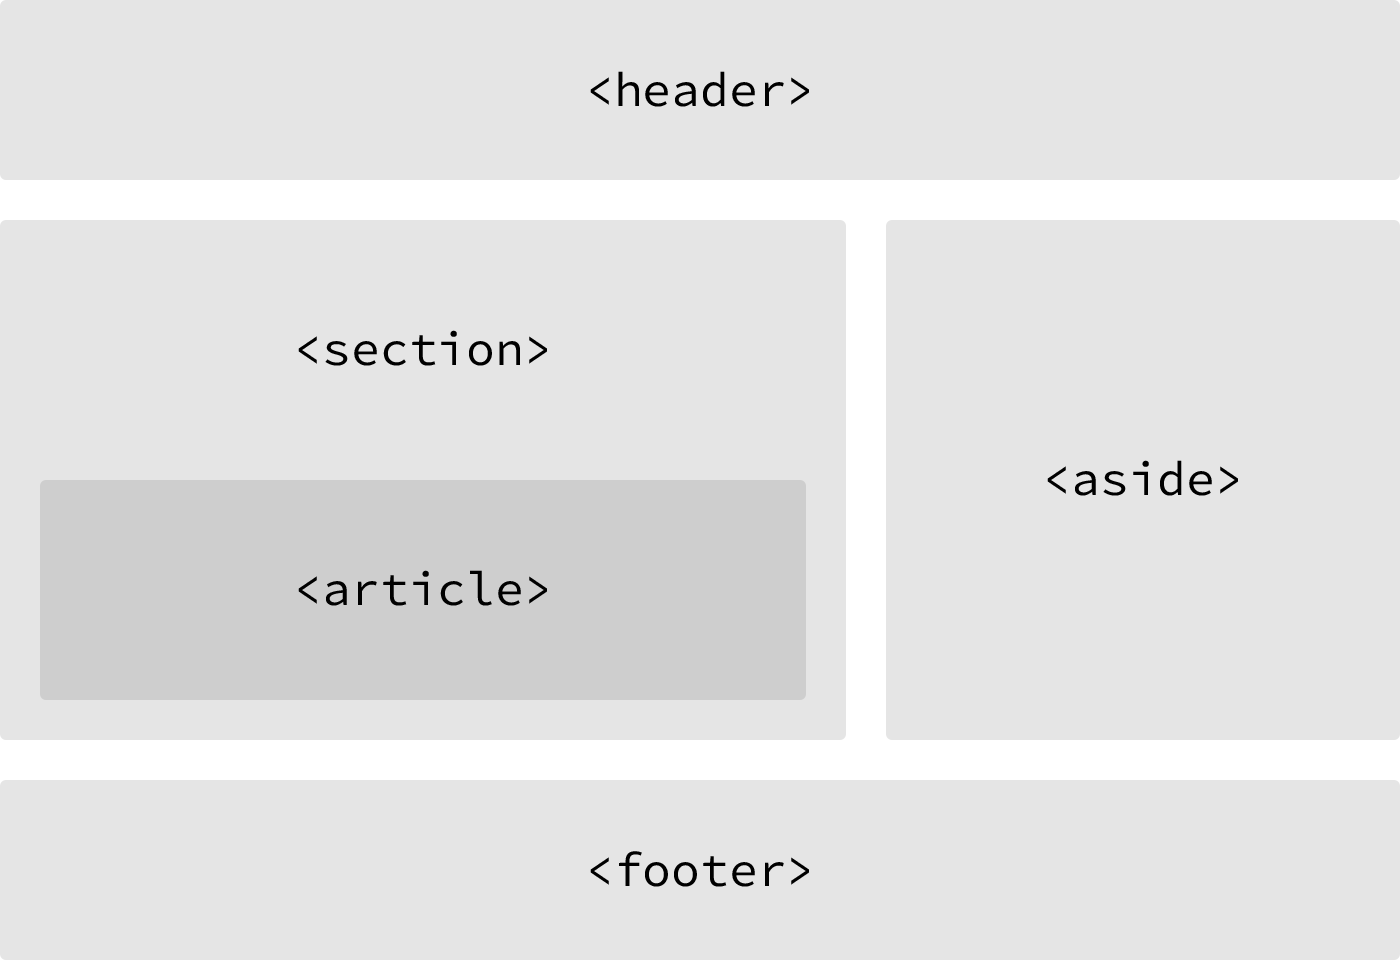 <header>
<section>
<article>
<aside>
<footer>